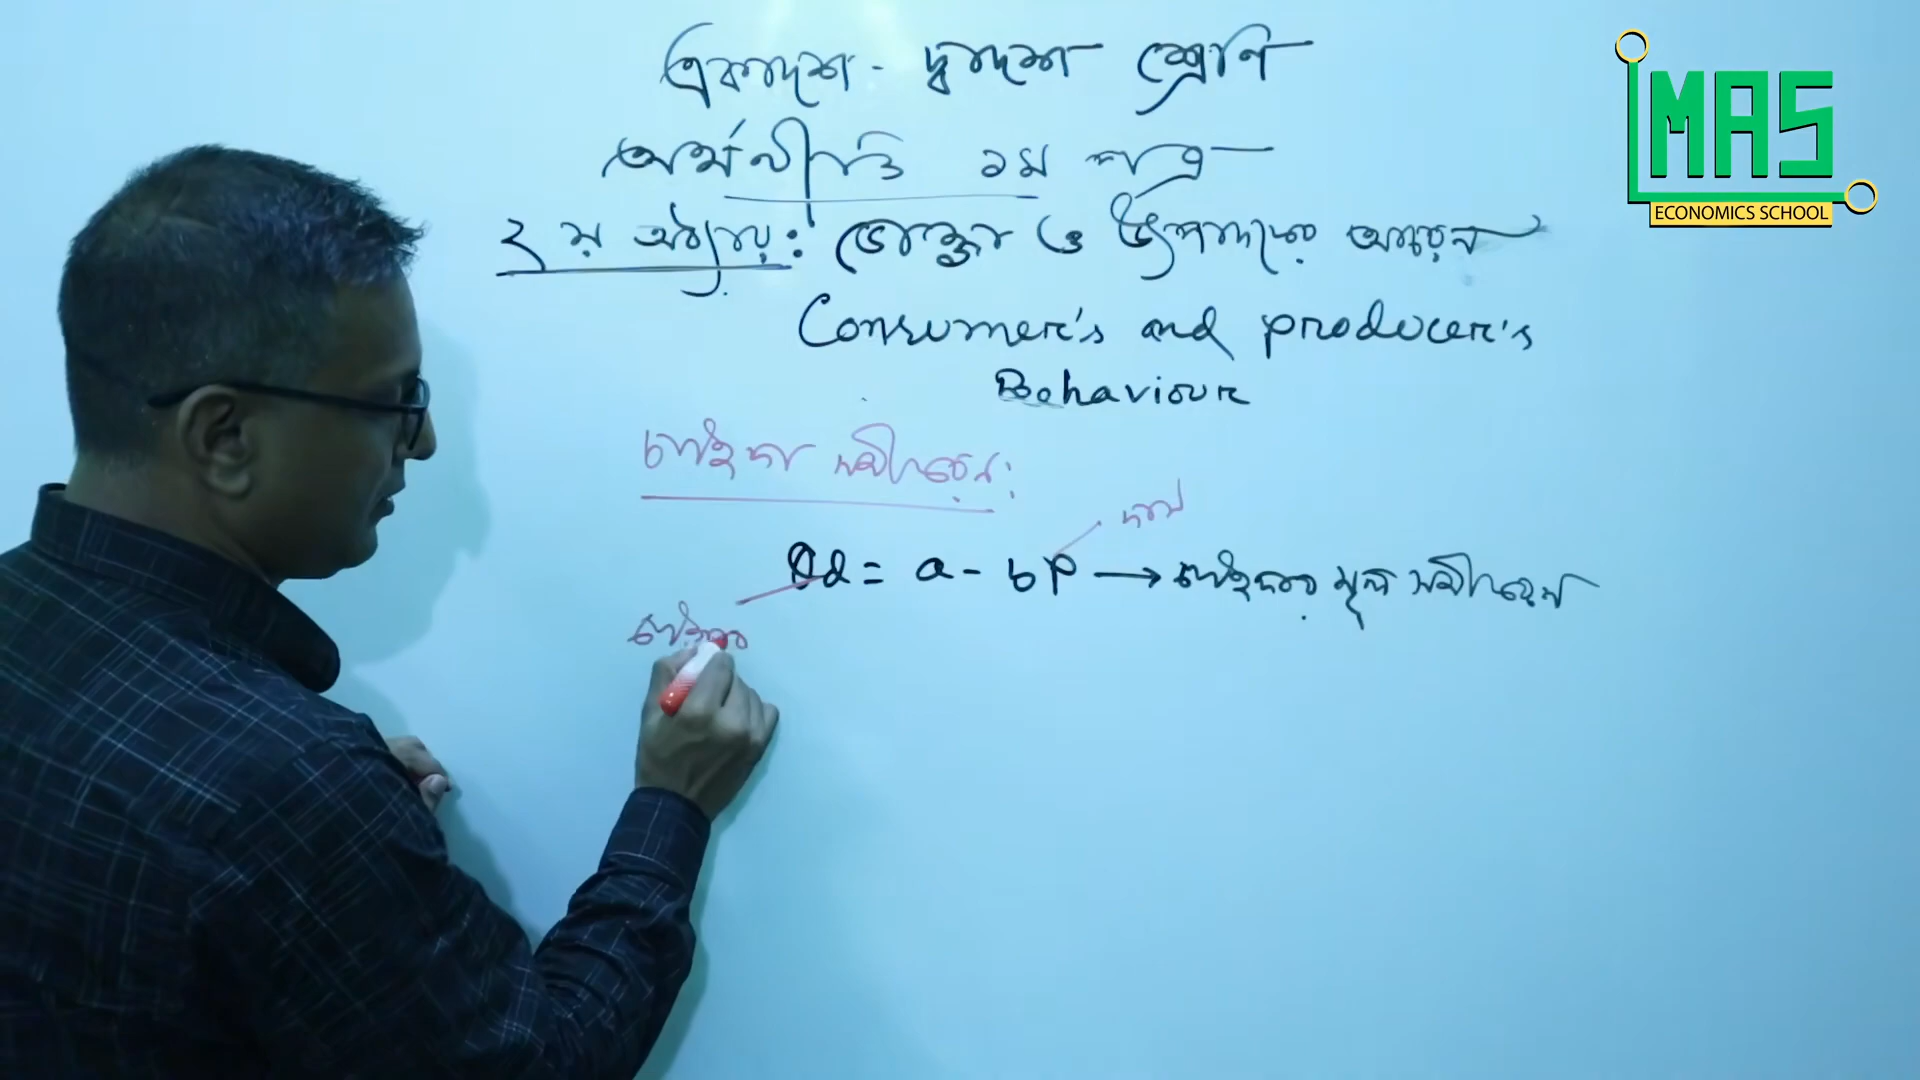 একাদশ - দ্বাদশ শ্রেণি
অর্থনীতি ১ম পত্র
২য় অধ্যায়: ভোক্তা ও উৎপাদকের আচরণ
Consumer's and producer's
Behaviour
চাহিদা সমীকরণ:
দাম
Qd = a - bP → চাহিদার মূল সমীকরণ
চাহিদার
MAS
ECONOMICS SCHOOL